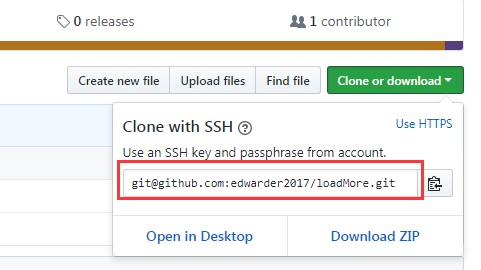 0 releases
1 contributor
Create new file Upload files Find file Clone or download
Clone with SSH ? Use HTTPS
Use an SSH key and passphrase from account.
git@github.com:edwarder2017/loadMore.git
Open in Desktop Download ZIP